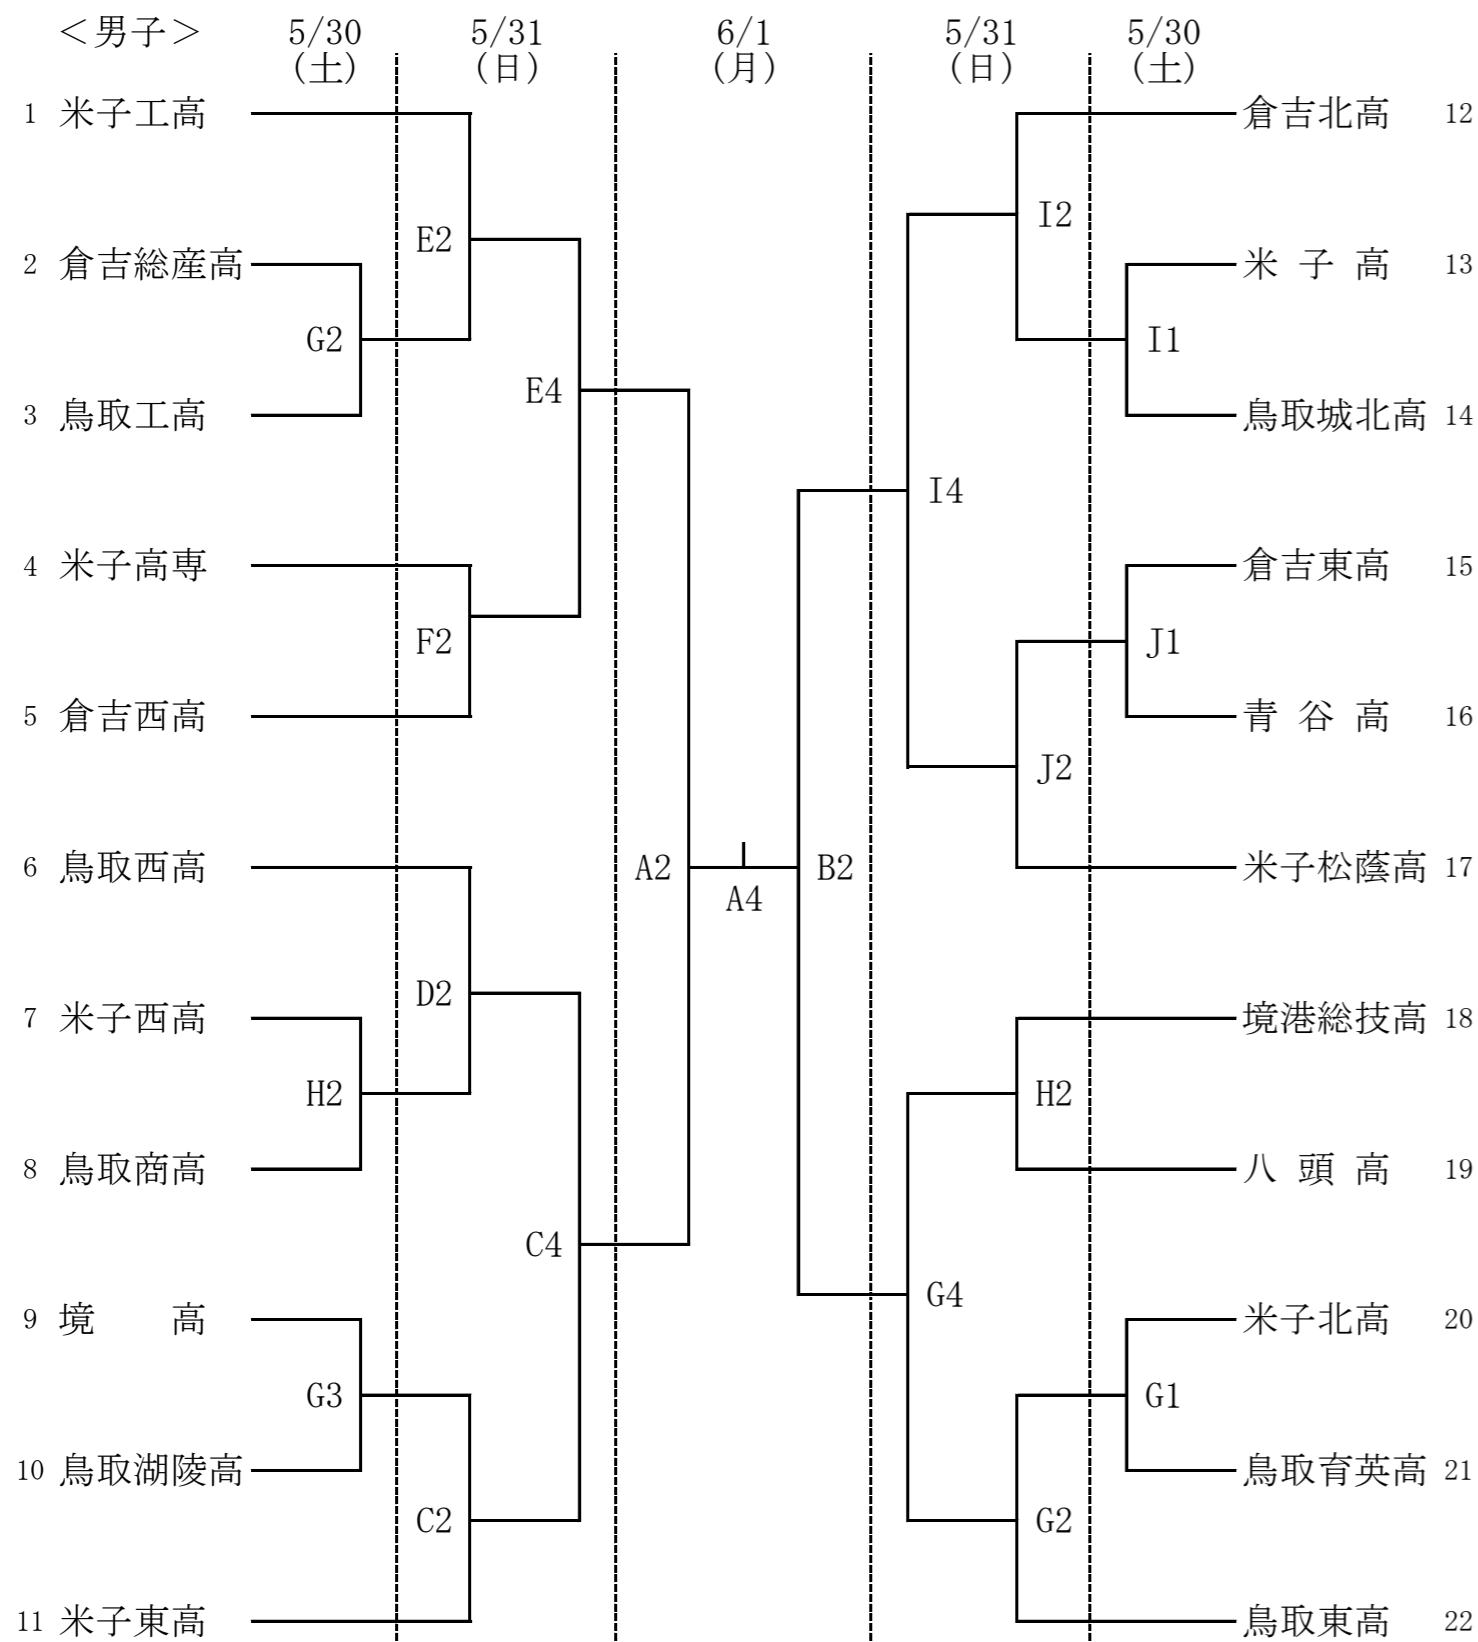 ＜男子＞ 5/30 5/31 6/1 5/31 5/30
(土) (日) (月) (日) (土)
1 米子工高 倉吉北高 12
I2
E2
2 倉吉総産高 米 子 高 13
G2 I1
E4
3 鳥取工高 鳥取城北高 14
I4
4 米子高専 倉吉東高 15
F2 J1
5 倉吉西高 青 谷 高 16
J2
6 鳥取西高 A2 B2 米子松蔭高 17
A4
D2
7 米子西高 境港総技高 18
H2 H2
8 鳥取商高 八 頭 高 19
C4
G4
9 境 高 米子北高 20
G3 G1
10 鳥取湖陵高 鳥取育英高 21
C2 G2
11 米子東高 鳥取東高 22